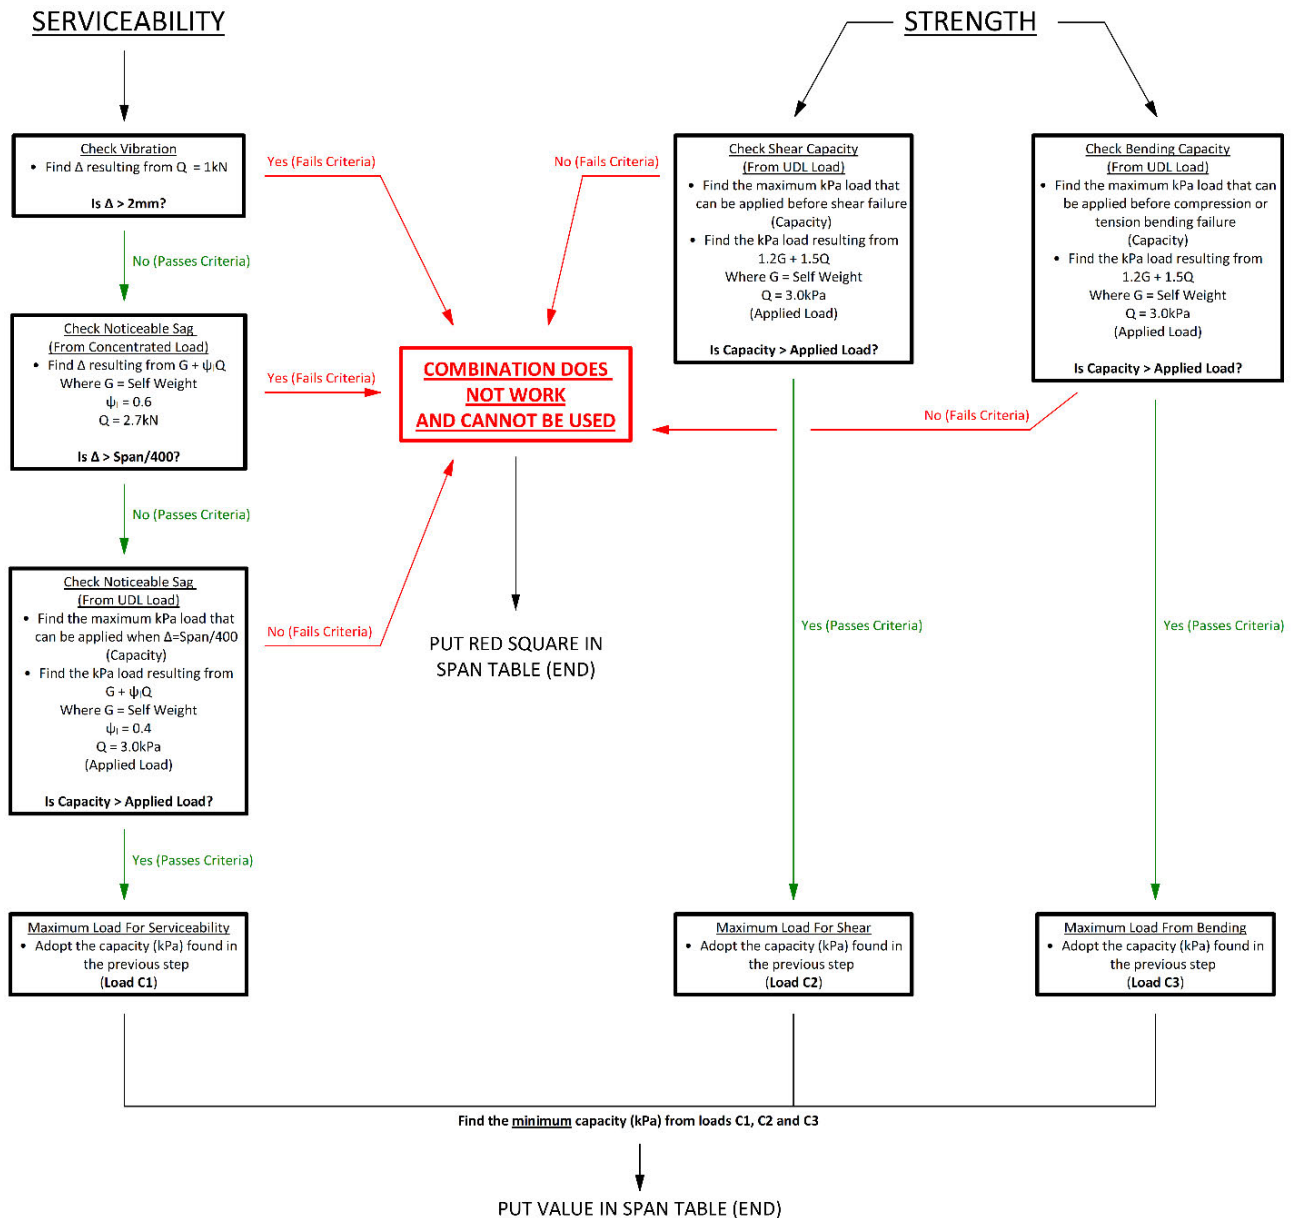 SERVICEABILITY
STRENGTH
Check Vibration
• Find Δ resulting from Q = 1kN
Is Δ > 2mm?
Yes (Fails Criteria)
No (Passes Criteria)
Check Noticeable Sag
(From Concentrated Load)
• Find Δ resulting from G + ψₗQ
Where G = Self Weight
ψₗ = 0.6
Q = 2.7kN
Is Δ > Span/400?
Yes (Fails Criteria)
No (Passes Criteria)
Check Noticeable Sag
(From UDL Load)
• Find the maximum kPa load that
can be applied when Δ=Span/400
(Capacity)
• Find the kPa load resulting from
G + ψₗQ
Where G = Self Weight
ψₗ = 0.4
Q = 3.0kPa
(Applied Load)
Is Capacity > Applied Load?
No (Fails Criteria)
Yes (Passes Criteria)
Maximum Load For Serviceability
• Adopt the capacity (kPa) found in
the previous step
(Load C1)
COMBINATION DOES
NOT WORK
AND CANNOT BE USED
PUT RED SQUARE IN
SPAN TABLE (END)
No (Fails Criteria)
Check Shear Capacity
(From UDL Load)
• Find the maximum kPa load that
can be applied before shear failure
(Capacity)
• Find the kPa load resulting from
1.2G + 1.5Q
Where G = Self Weight
Q = 3.0kPa
(Applied Load)
Is Capacity > Applied Load?
Yes (Passes Criteria)
Maximum Load For Shear
• Adopt the capacity (kPa) found in
the previous step
(Load C2)
Check Bending Capacity
(From UDL Load)
• Find the maximum kPa load that can
be applied before compression or
tension bending failure
(Capacity)
• Find the kPa load resulting from
1.2G + 1.5Q
Where G = Self Weight
Q = 3.0kPa
(Applied Load)
Is Capacity > Applied Load?
No (Fails Criteria)
Yes (Passes Criteria)
Maximum Load From Bending
• Adopt the capacity (kPa) found in
the previous step
(Load C3)
Find the minimum capacity (kPa) from loads C1, C2 and C3
PUT VALUE IN SPAN TABLE (END)